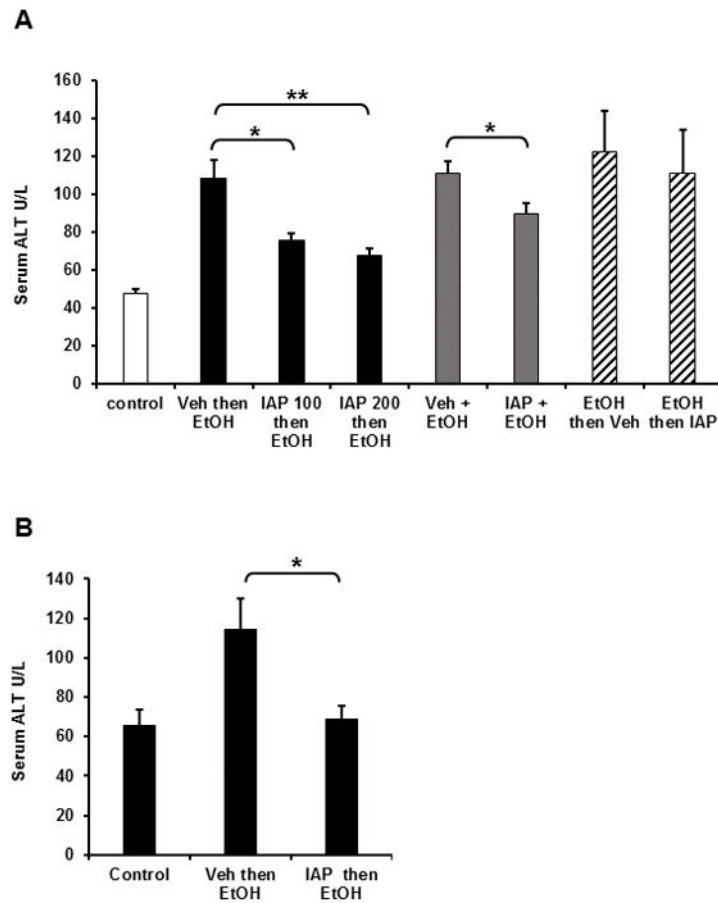 A
160
140
120
100
80
60
40
20
0
Serum ALT U/L
*
**
*
control
Veh then
EtOH
IAP 100
then
EtOH
IAP 200
then
EtOH
Veh +
EtOH
IAP +
EtOH
EtOH
then Veh
EtOH
then IAP
B
140
120
100
80
60
40
20
0
Serum ALT U/L
*
Control
Veh then
EtOH
IAP then
EtOH